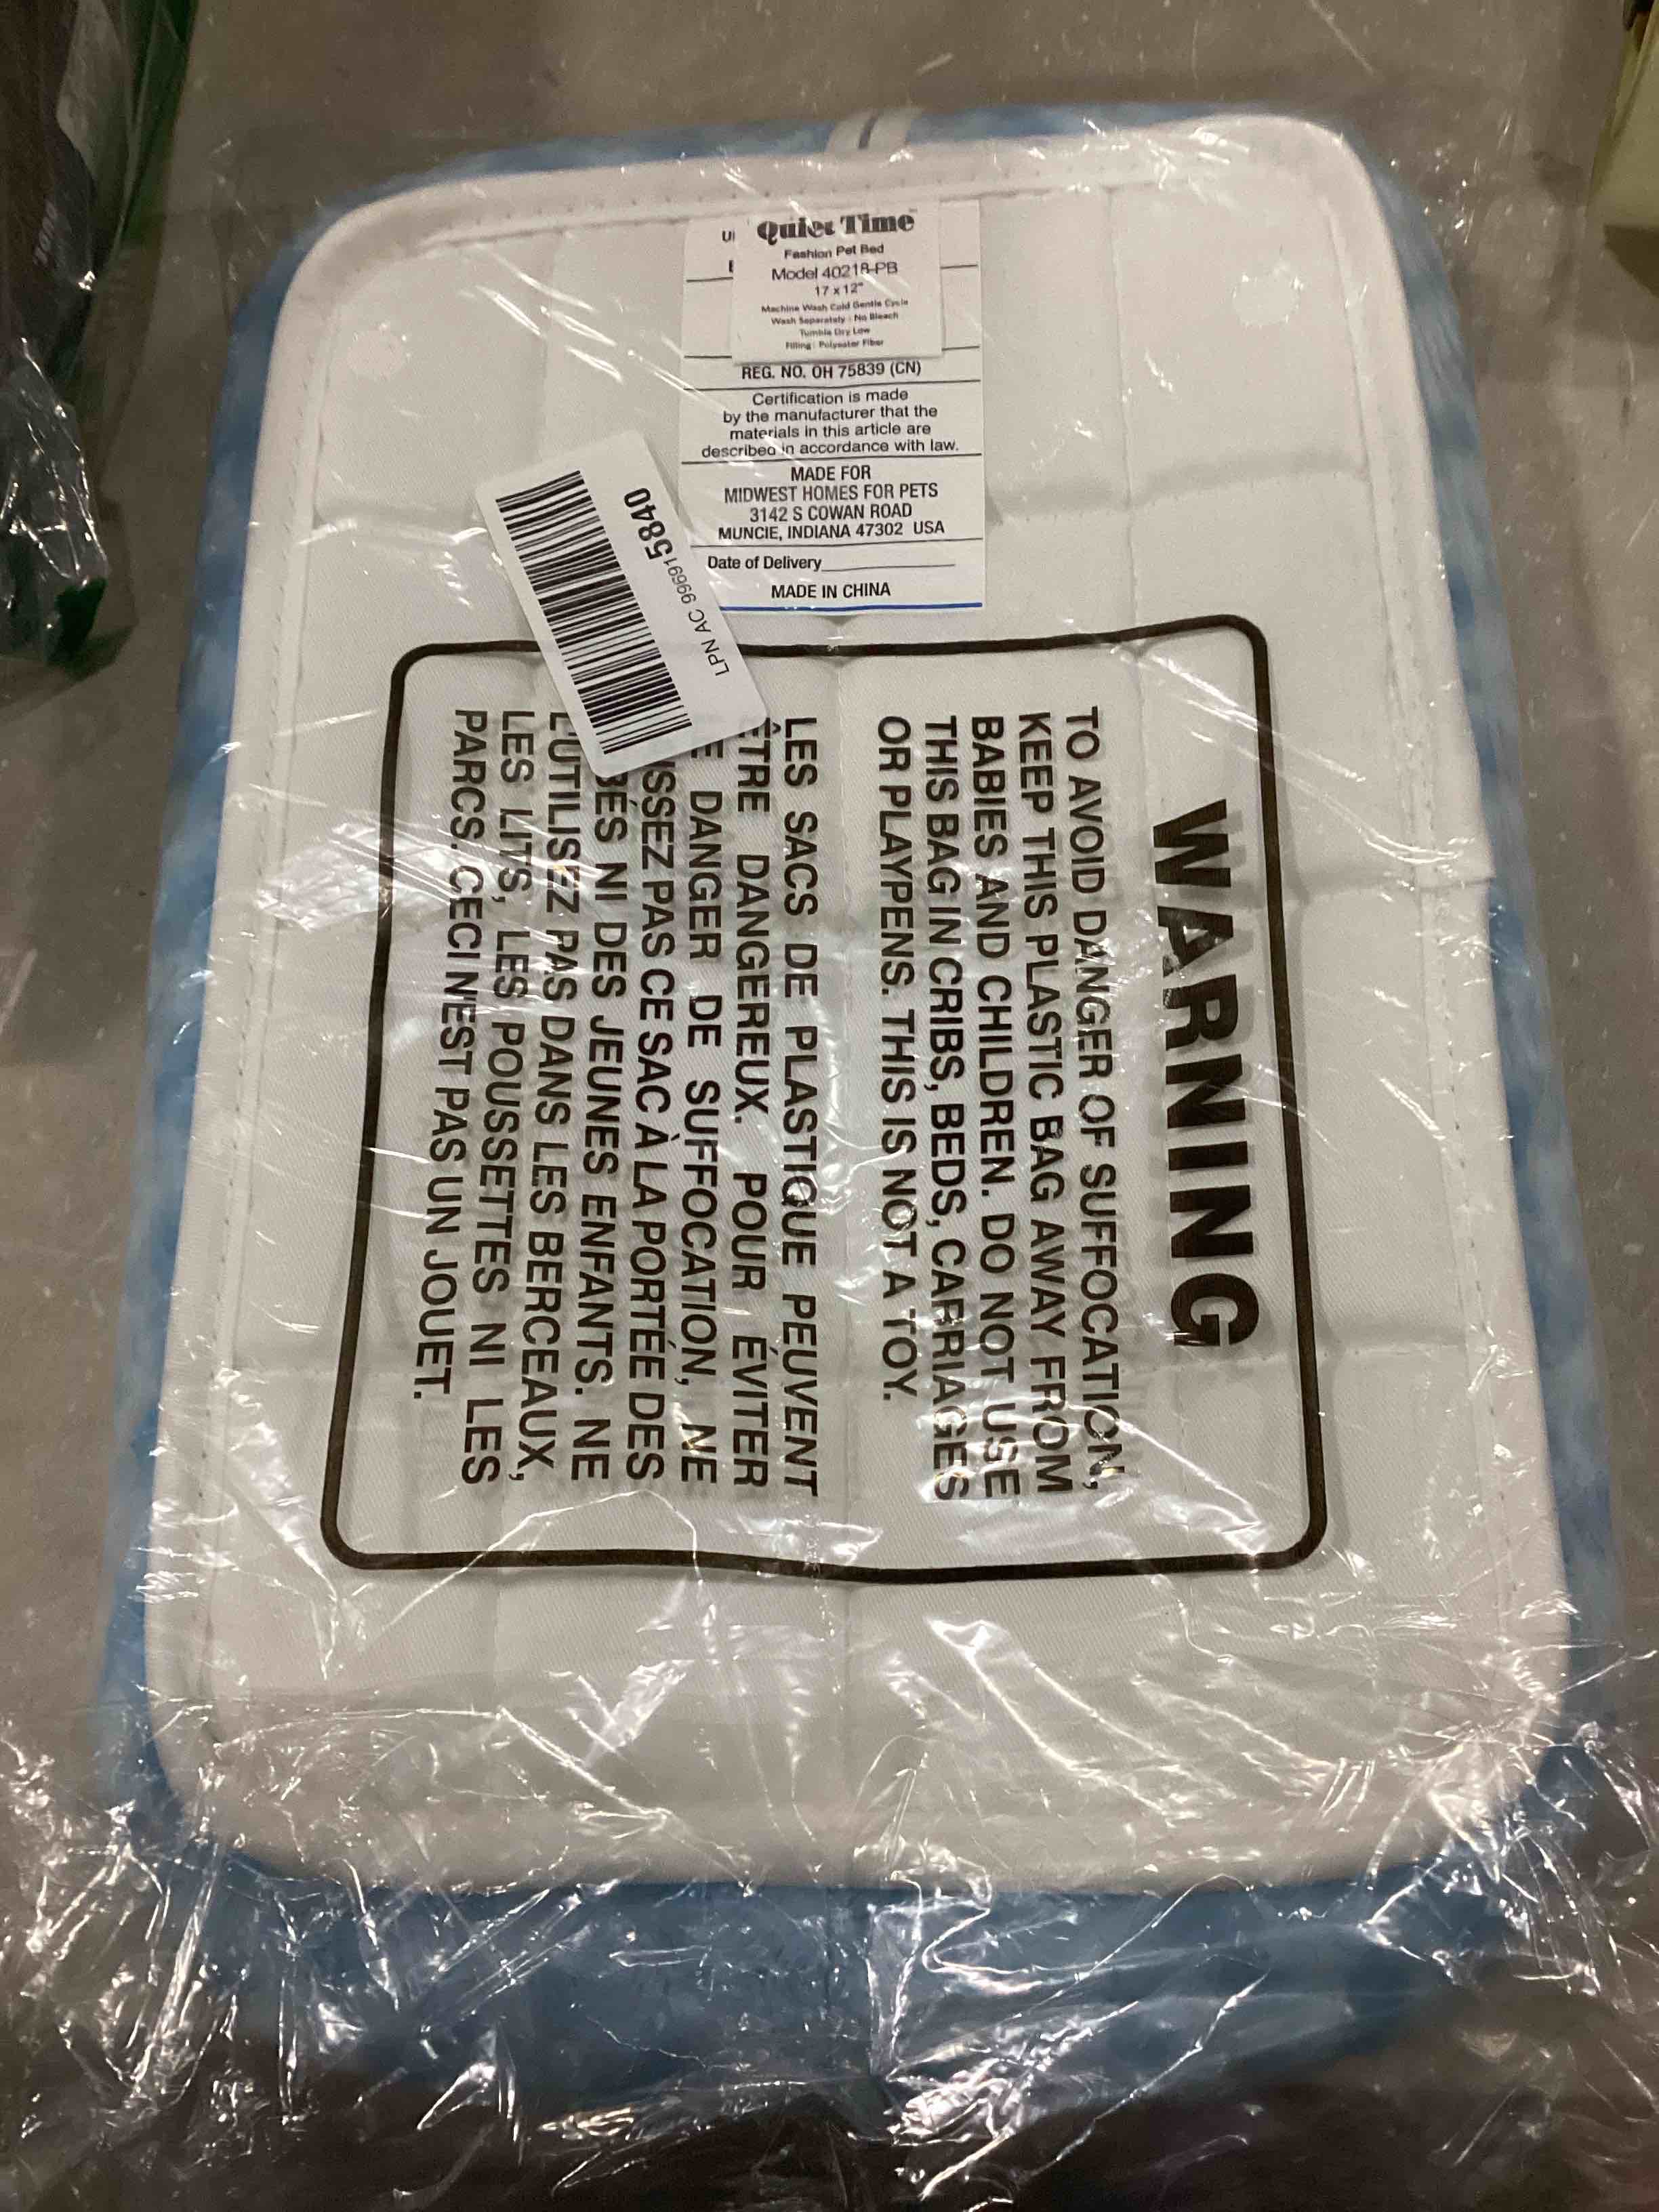 Quiet Time
Fashion Pet Bed
Model 40218-PB
17 x 12"
Machine Wash Cold Gentle Cycle
Wash Separately - No Bleach
Tumble Dry Low
Filling: Polyester Fiber
REG. NO. OH 75839 (CN)
Certification is made
by the manufacturer that the
materials in this article are
described in accordance with law.
MADE FOR
MIDWEST HOMES FOR PETS
3142 S COWAN ROAD
MUNCIE, INDIANA 47302 USA
Date of Delivery
MADE IN CHINA
LPN AC 9969158840
WARNING
TO AVOID DANGER OF SUFFOCATION,
KEEP THIS PLASTIC BAG AWAY FROM
BABIES AND CHILDREN. DO NOT USE
THIS BAG IN CRIBS, BEDS, CARRIAGES
OR PLAYPENS. THIS IS NOT A TOY.
LES SACS DE PLASTIQUE PEUVENT
ÊTRE DANGEREUX. POUR ÉVITER
DANGER DE SUFFOCATION, NE
PAS CE SAC À LA PORTÉE DES
NI DES JEUNES ENFANTS. NE
L'UTILISEZ PAS DANS LES BERCEAUX,
LES LITS, LES POUSSETTES NI LES
PARCS. CECI N'EST PAS UN JOUET.